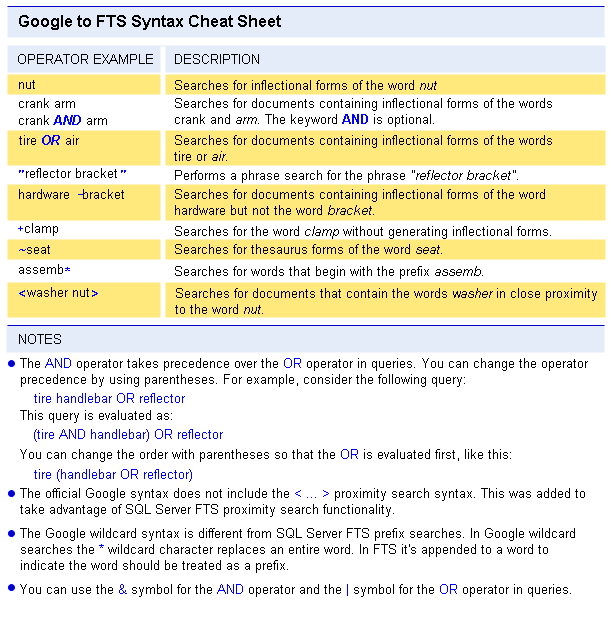 Google to FTS Syntax Cheat Sheet
OPERATOR EXAMPLE DESCRIPTION
nut Searches for inflectional forms of the word nut
crank arm Searches for documents containing inflectional forms of the words
crank AND arm crank and arm. The keyword AND is optional.
tire OR air Searches for documents containing inflectional forms of the words
tire or air.
"reflector bracket" Performs a phrase search for the phrase "reflector bracket".
hardware -bracket Searches for documents containing inflectional forms of the word
hardware but not the word bracket.
+clamp Searches for the word clamp without generating inflectional forms.
~seat Searches for thesaurus forms of the word seat.
assemb* Searches for words that begin with the prefix assemb.
<washer nut> Searches for documents that contain the words washer in close proximity
to the word nut.
NOTES
● The AND operator takes precedence over the OR operator in queries. You can change the operator
precedence by using parentheses. For example, consider the following query:
tire handlebar OR reflector
This query is evaluated as:
(tire AND handlebar) OR reflector
You can change the order with parentheses so that the OR is evaluated first, like this:
tire (handlebar OR reflector)
● The official Google syntax does not include the < ... > proximity search syntax. This was added to
take advantage of SQL Server FTS proximity search functionality.
● The Google wildcard syntax is different from SQL Server FTS prefix searches. In Google wildcard
searches the * wildcard character replaces an entire word. In FTS it's appended to a word to
indicate the word should be treated as a prefix.
● You can use the & symbol for the AND operator and the | symbol for the OR operator in queries.